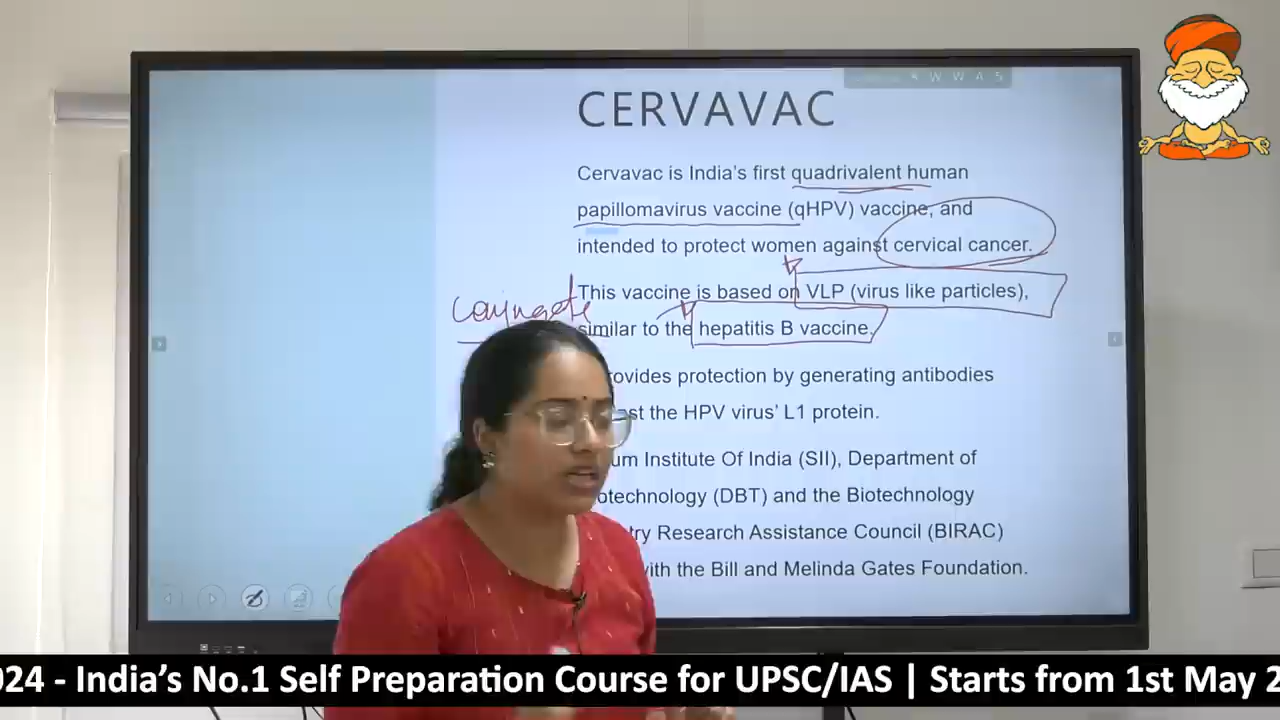 CERVAVAC
Cervavac is India's first quadrivalent human
papillomavirus vaccine (qHPV) vaccine, and
intended to protect women against cervical cancer.
conjugate
This vaccine is based on VLP (virus like particles),
similar to the hepatitis B vaccine.
rovides protection by generating antibodies
st the HPV virus' L1 protein.
um Institute Of India (SII), Department of
otechnology (DBT) and the Biotechnology
try Research Assistance Council (BIRAC)
with the Bill and Melinda Gates Foundation.
024 - India's No.1 Self Preparation Course for UPSC/IAS | Starts from 1st May 2